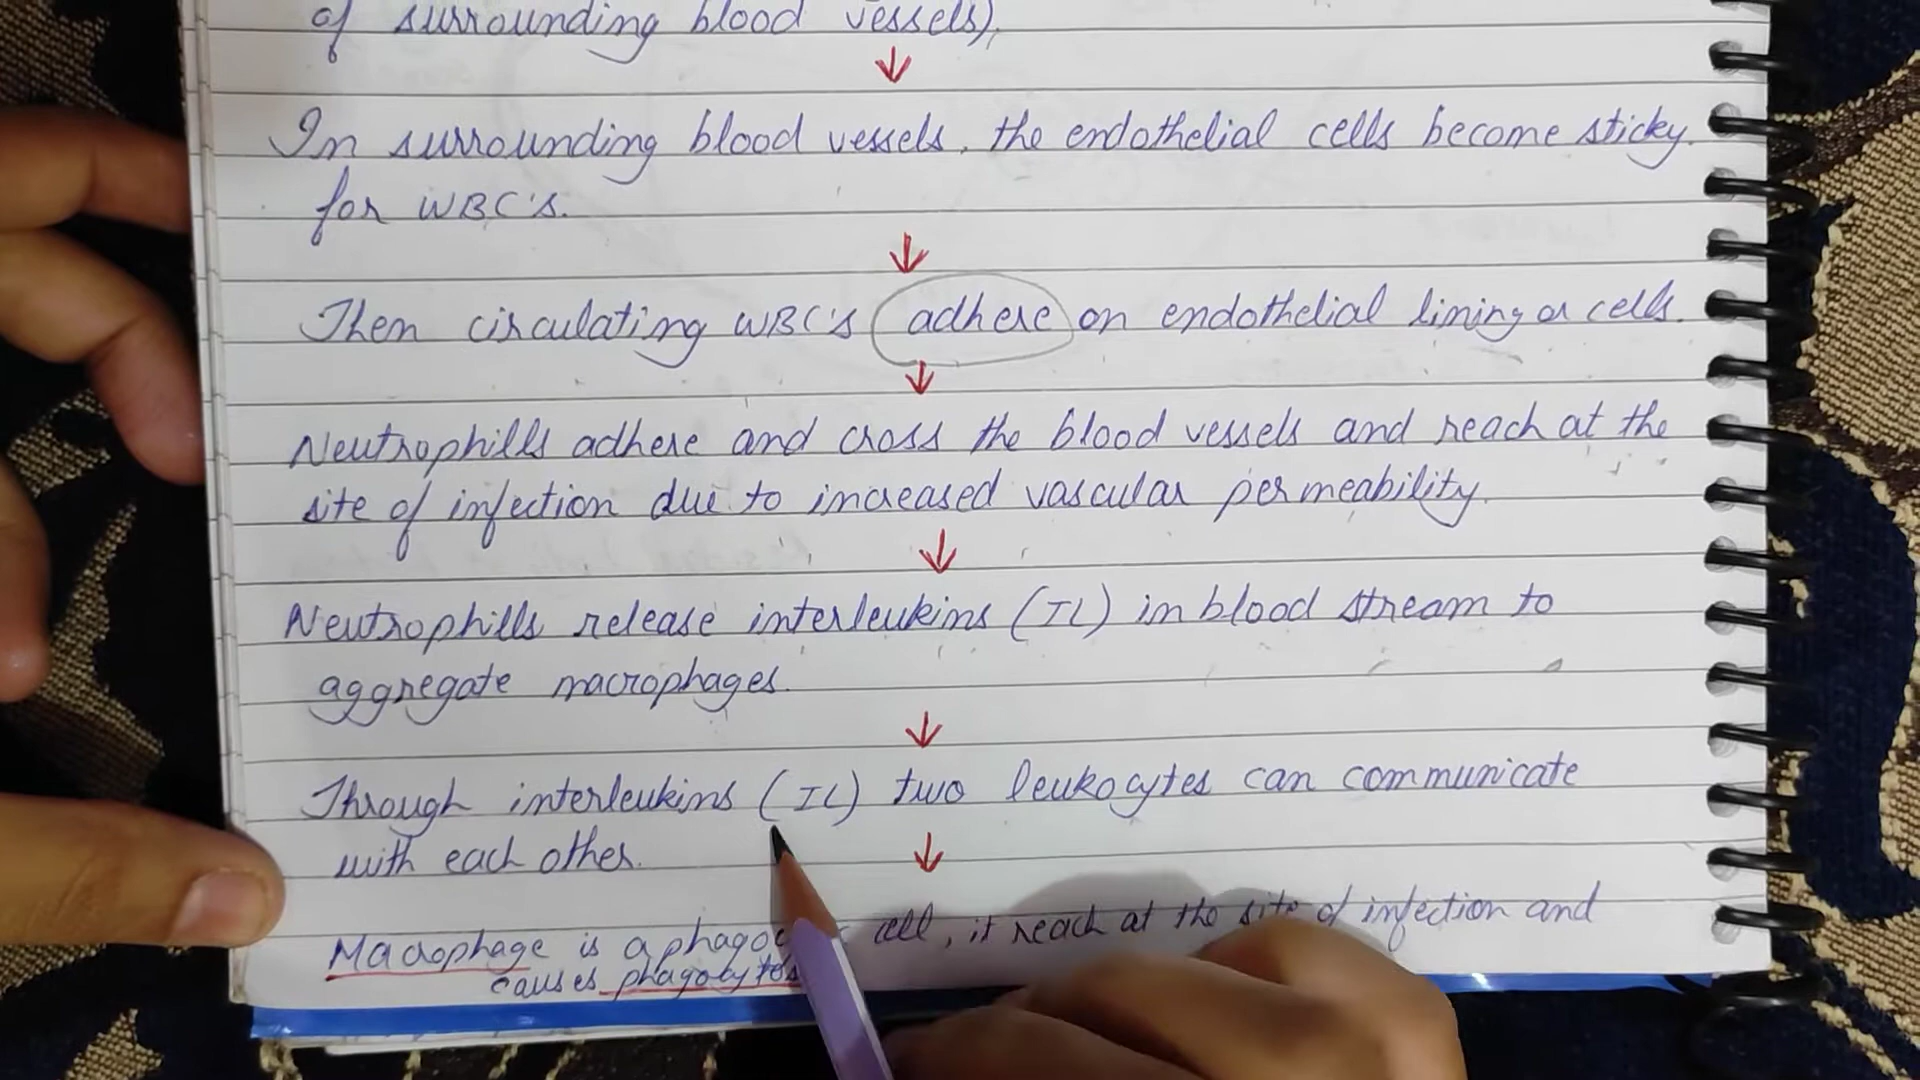 of surrounding blood vessels),
In surrounding blood vessels, the endothelial cells become sticky
for WBC's.
Then circulating WBC's adhere on endothelial lining or cells.
Neutrophills adhere and cross the blood vessels and reach at the
site of infection due to increased vascular permeability.
Neutrophills release interleukins (IL) in blood stream to
aggregate macrophages.
Through interleukins (IL) two leukocytes can communicate
with each other.
Macrophage is a cell, it reach at the site of infection and
causes